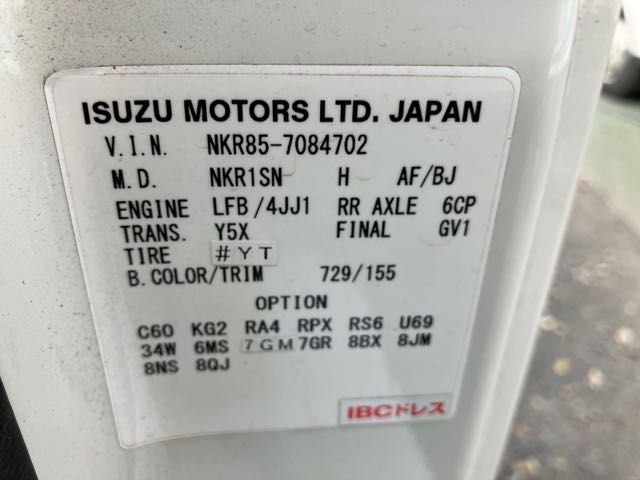 ISUZU MOTORS LTD. JAPAN
V.I.N. NKR85-7084702
M.D. NKR1SN H AF/BJ
ENGINE LFB/4JJ1 RR AXLE 6CP
TRANS. Y5X FINAL GV1
TIRE #YT
B.COLOR/TRIM 729/155
OPTION
C60 KG2 RA4 RPX RS6 U69
34W 6MS 7GM 7GR 8BX 8JM
8NS 8QJ
IBCドレス